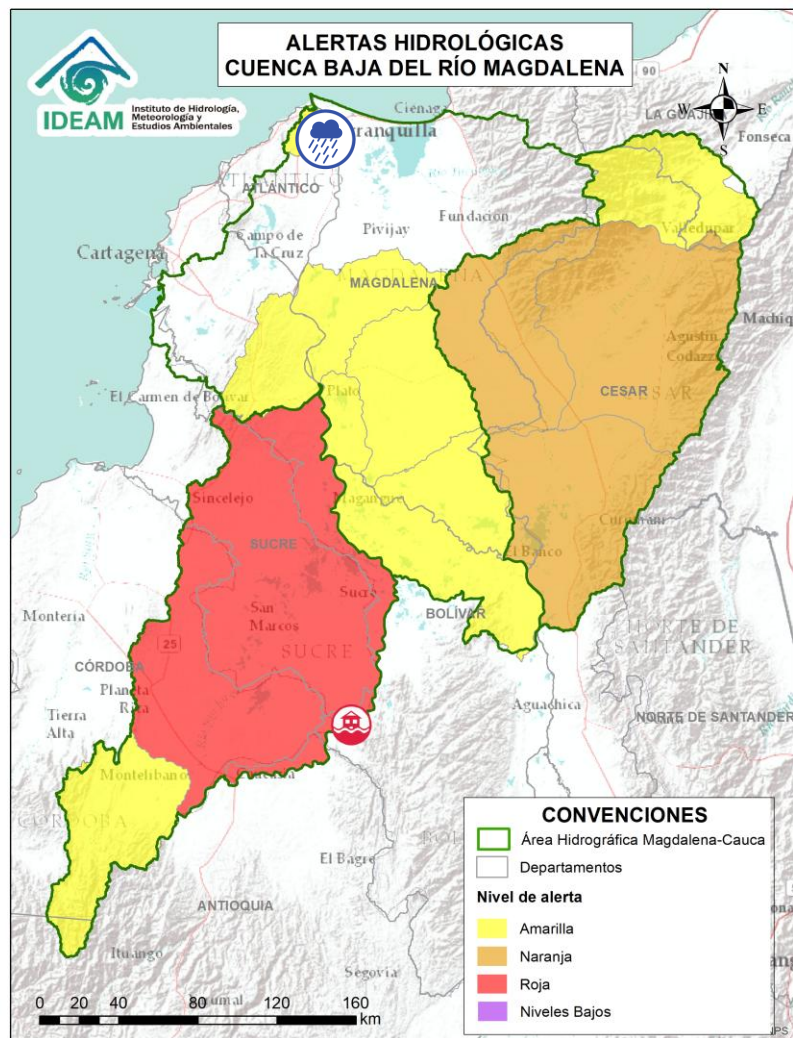 ALERTAS HIDROLÓGICAS
CUENCA BAJA DEL RÍO MAGDALENA
IDEAM
Instituto de Hidrología,
Meteorología y
Estudios Ambientales
90
N
W
E
S
LA GUAJI
Fonseca
Ciénaga
rranquilla
ATLÁNTICO
Valledupar
Fundación
Pivijay
Campo de
la Cruz
Cartagena
MAGDALENA
Machiq
Agustín
Codazzi
CESAR
El Carmen de Bolívar
Plato
Sincelejo
Magangué
SUCRE
Curumaní
El Banco
Sucre
BOLÍVAR
San
Marcos
SUCRE
Montería
25
NORTE DE
SANTANDER
CÓRDOBA
Planeta
Rica
Aguachica
NORTE DE SANTANDER
Tierra
Alta
Montelíbano
CÓRDOBA
El Bagre
ANTIOQUIA
Ituango
Segovia
CONVENCIONES
Área Hidrográfica Magdalena-Cauca
Departamentos
Nivel de alerta
Amarilla
Naranja
Roja
Niveles Bajos
0 20 40 80 120 160
km